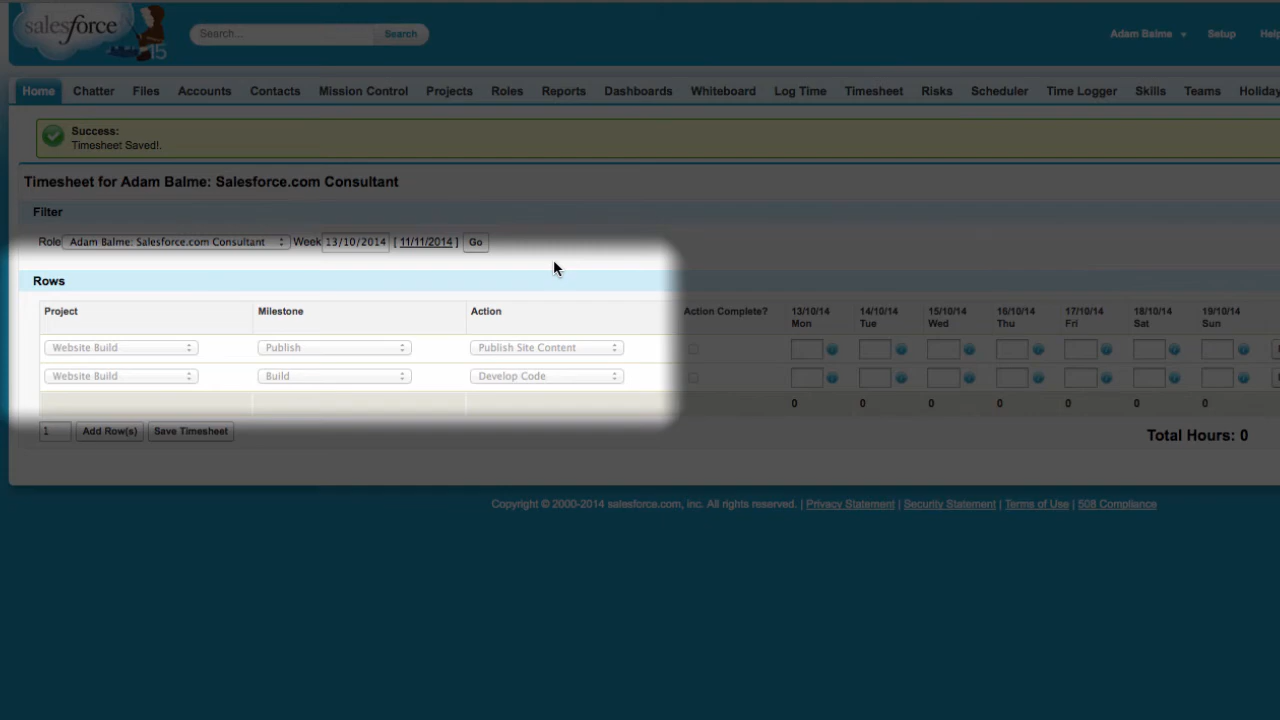 salesforce
15
Search...
Search
Adam Balme
Setup
Help
Home Chatter Files Accounts Contacts Mission Control Projects Roles Reports Dashboards Whiteboard Log Time Timesheet Risks Scheduler Time Logger Skills Teams Holiday
Success:
Timesheet Saved!.
Timesheet for Adam Balme: Salesforce.com Consultant
Filter
Role Adam Balme: Salesforce.com Consultant Week 13/10/2014 [ 11/11/2014 ] Go
Rows
Project Milestone Action Action Complete? 13/10/14 14/10/14 15/10/14 16/10/14 17/10/14 18/10/14 19/10/14
Mon Tue Wed Thu Fri Sat Sun
Website Build Publish Publish Site Content
Website Build Build Develop Code
0 0 0 0 0 0 0
1 Add Row(s) Save Timesheet
Total Hours: 0
Copyright © 2000-2014 salesforce.com, inc. All rights reserved. | Privacy Statement | Security Statement | Terms of Use | 508 Compliance